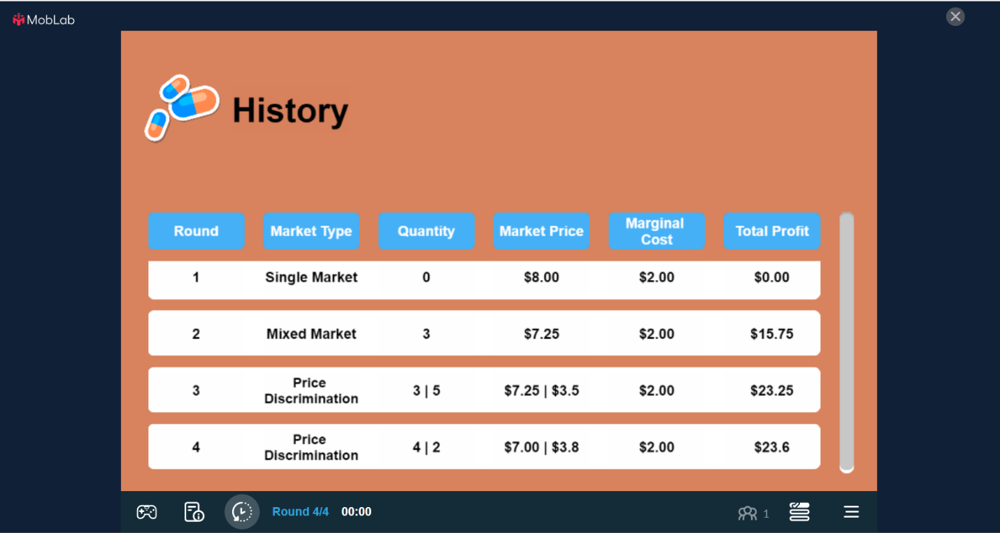 MobLab
History
Round Market Type Quantity Market Price Marginal Cost Total Profit
1 Single Market 0 $8.00 $2.00 $0.00
2 Mixed Market 3 $7.25 $2.00 $15.75
3 Price Discrimination 3 | 5 $7.25 | $3.5 $2.00 $23.25
4 Price Discrimination 4 | 2 $7.00 | $3.8 $2.00 $23.6
Round 4/4 00:00 1